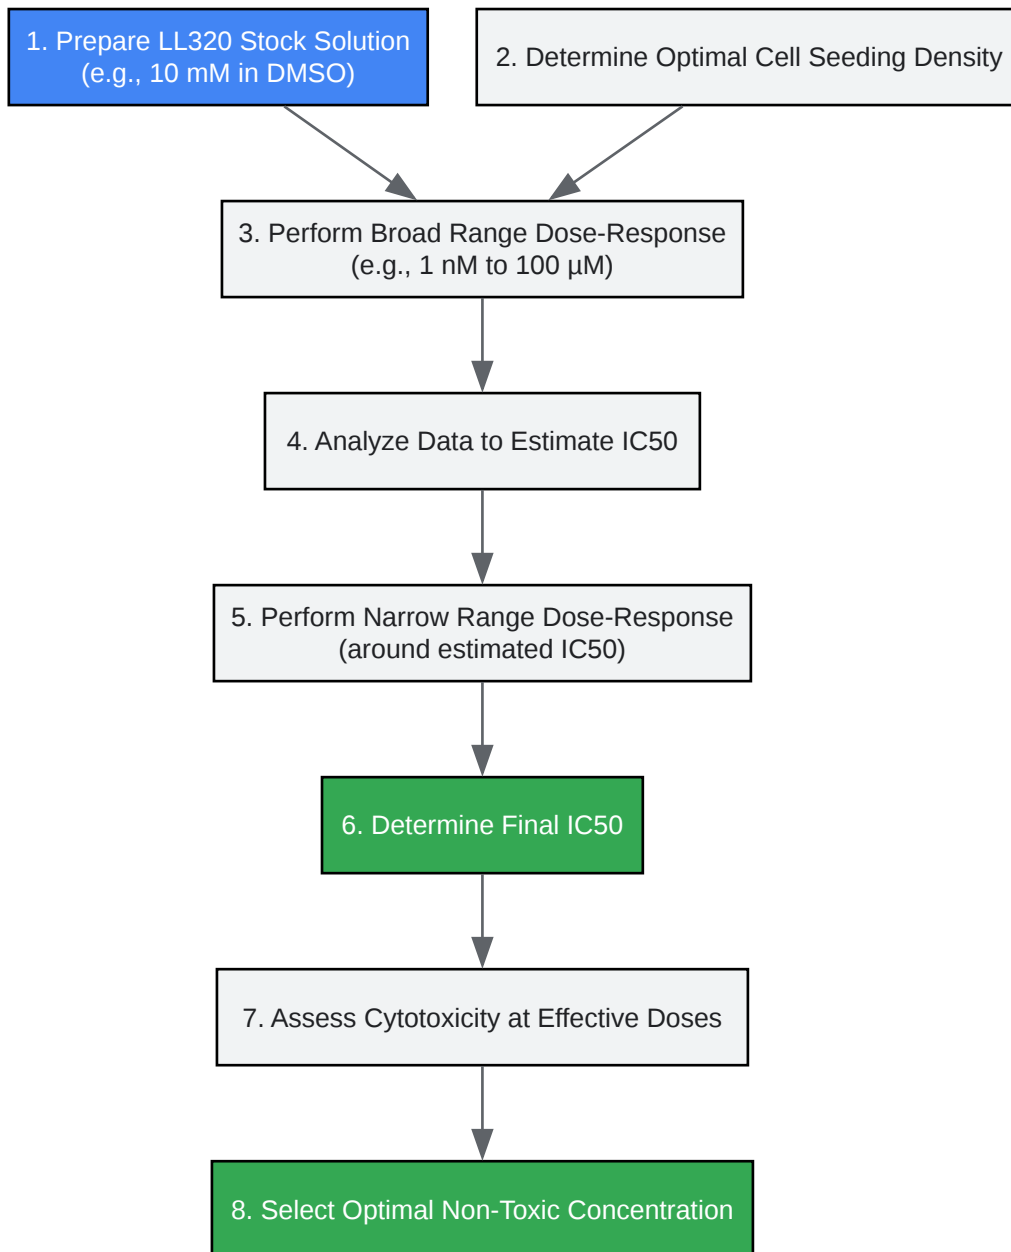 1. Prepare LL320 Stock Solution
(e.g., 10 mM in DMSO)
2. Determine Optimal Cell Seeding Density
3. Perform Broad Range Dose-Response
(e.g., 1 nM to 100 µM)
4. Analyze Data to Estimate IC50
5. Perform Narrow Range Dose-Response
(around estimated IC50)
6. Determine Final IC50
7. Assess Cytotoxicity at Effective Doses
8. Select Optimal Non-Toxic Concentration